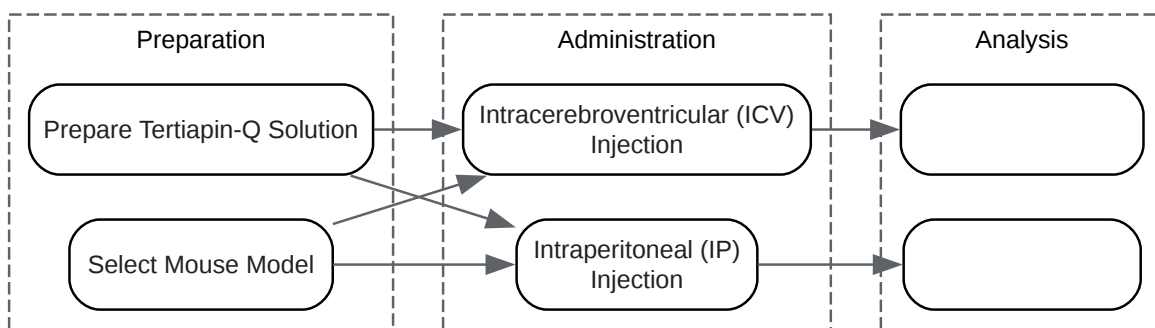 Preparation
Administration
Analysis
Prepare Tertiapin-Q Solution
Intracerebroventricular (ICV)
Injection
Select Mouse Model
Intraperitoneal (IP)
Injection